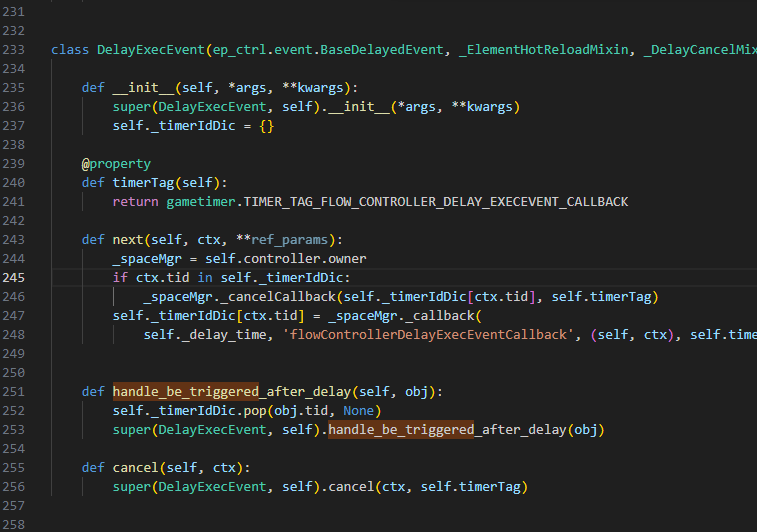 231
232
233 class DelayExecEvent(ep_ctrl.event.BaseDelayedEvent, _ElementHotReloadMixin, _DelayCancelMix
234
235 def __init__(self, *args, **kwargs):
236 super(DelayExecEvent, self).__init__(*args, **kwargs)
237 self._timerIdDic = {}
238
239 @property
240 def timerTag(self):
241 return gametimer.TIMER_TAG_FLOW_CONTROLLER_DELAY_EXECEVENT_CALLBACK
242
243 def next(self, ctx, **ref_params):
244 _spaceMgr = self.controller.owner
245 if ctx.tid in self._timerIdDic:
246 _spaceMgr._cancelCallback(self._timerIdDic[ctx.tid], self.timerTag)
247 self._timerIdDic[ctx.tid] = _spaceMgr._callback(
248 self._delay_time, 'flowControllerDelayExecEventCallback', (self, ctx), self.time
249
250
251 def handle_be_triggered_after_delay(self, obj):
252 self._timerIdDic.pop(obj.tid, None)
253 super(DelayExecEvent, self).handle_be_triggered_after_delay(obj)
254
255 def cancel(self, ctx):
256 super(DelayExecEvent, self).cancel(ctx, self.timerTag)
257
258